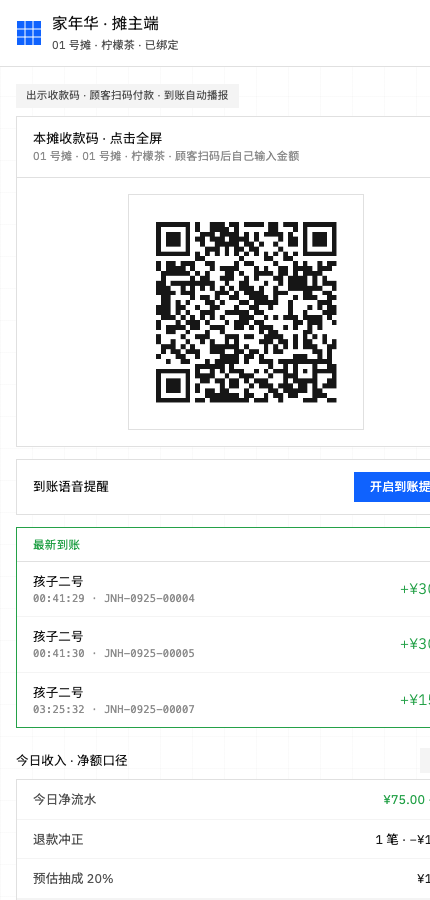 家年华 · 摊主端
01 号摊 · 柠檬茶 · 已绑定
出示收款码 · 顾客扫码付款 · 到账自动播报
本摊收款码 · 点击全屏
01 号摊 · 01 号摊 · 柠檬茶 · 顾客扫码后自己输入金额
到账语音提醒
开启到账提
最新到账
孩子二号
00:41:29 · JNH-0925-00004
+¥30
孩子二号
00:41:30 · JNH-0925-00005
+¥30
孩子二号
03:25:32 · JNH-0925-00007
+¥15
今日收入 · 净额口径
今日净流水
¥75.00
退款冲正
1 笔 · −¥1
预估抽成 20%
¥1